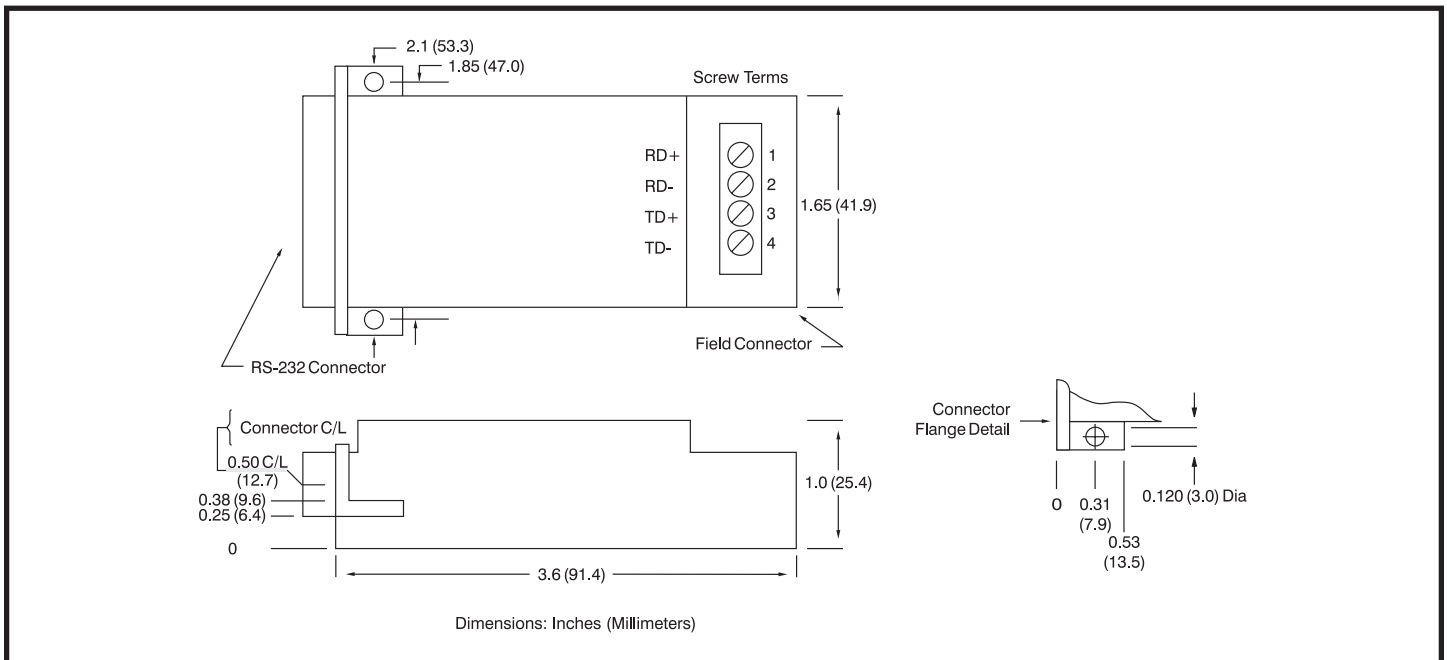 2.1 (53.3)
1.85 (47.0)
Screw Terms
RD+ 1
RD- 2
TD+ 3
TD- 4
1.65 (41.9)
Field Connector
RS-232 Connector
Connector C/L
0.50 C/L
(12.7)
0.38 (9.6)
0.25 (6.4)
0
1.0 (25.4)
3.6 (91.4)
Connector
Flange Detail
0
0.31
(7.9)
0.53
(13.5)
0.120 (3.0) Dia
Dimensions: Inches (Millimeters)